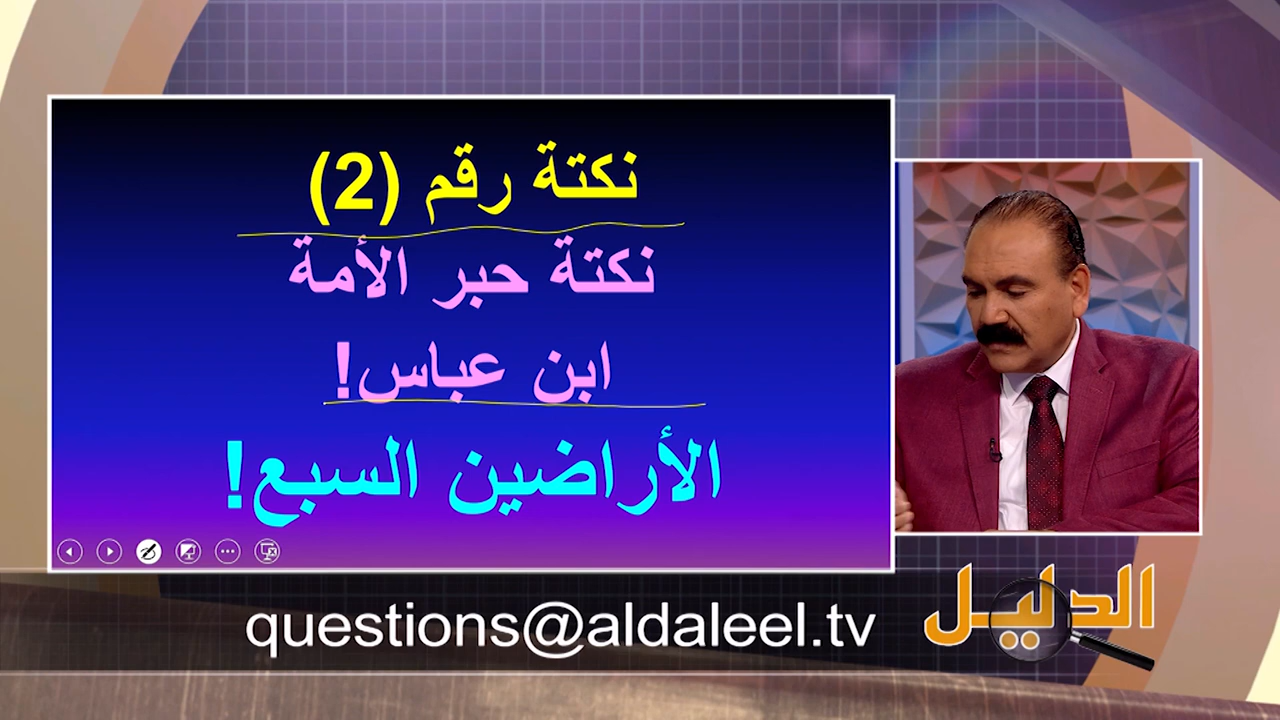 نكتة رقم (2)
نكتة حبر الأمة
ابن عباس!
الأراضين السبع!
questions@aldaleel.tv
الدليل